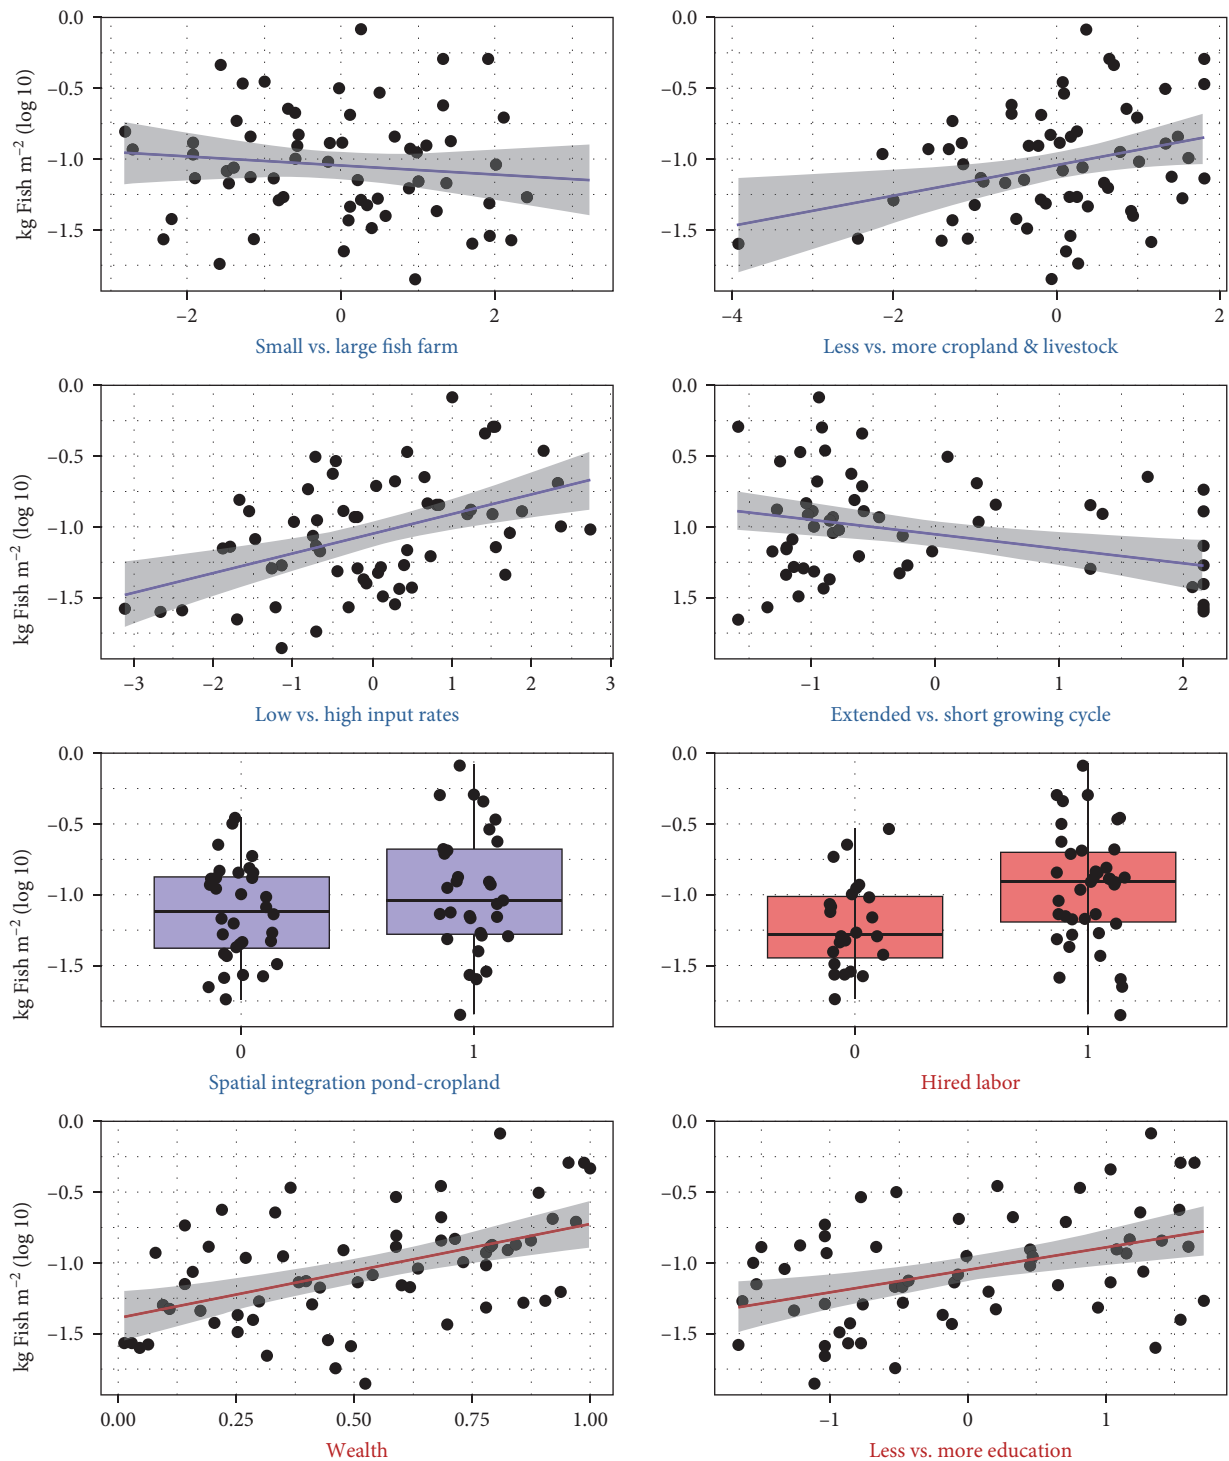 0.0
−0.5
−1.0
−1.5
kg Fish m−2 (log 10)
−2 0 2
Small vs. large fish farm
0.0
−0.5
−1.0
−1.5
−4 −2 0 2
Less vs. more cropland & livestock
0.0
−0.5
−1.0
−1.5
kg Fish m−2 (log 10)
−3 −2 −1 0 1 2 3
Low vs. high input rates
0.0
0.5
1.0
1.5
−1 0 1 2
Extended vs. short growing cycle
0.0
−0.5
−1.0
−1.5
kg Fish m−2 (log 10)
0 1
Spatial integration pond-cropland
0.0
−0.5
−1.0
−1.5
0 1
Hired labor
0.0
−0.5
−1.0
−1.5
kg Fish m−2 (log 10)
0.00 0.25 0.50 0.75 1.00
Wealth
0.0
−0.5
−1.0
−1.5
−1 0 1
Less vs. more education